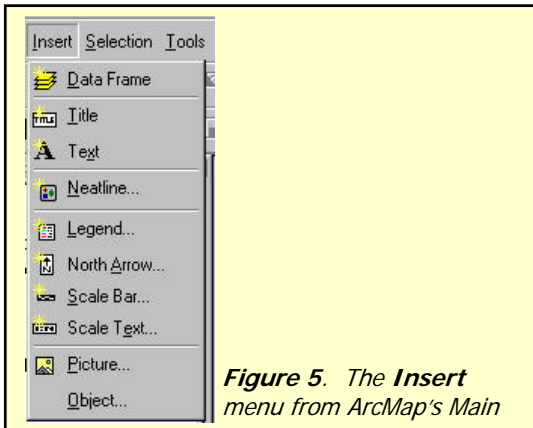 Insert Selection Tools
Data Frame
Title
Text
Neatline...
Legend...
North Arrow...
Scale Bar...
Scale Text...
Picture...
Object...
Figure 5. The Insert
menu from ArcMap's Main